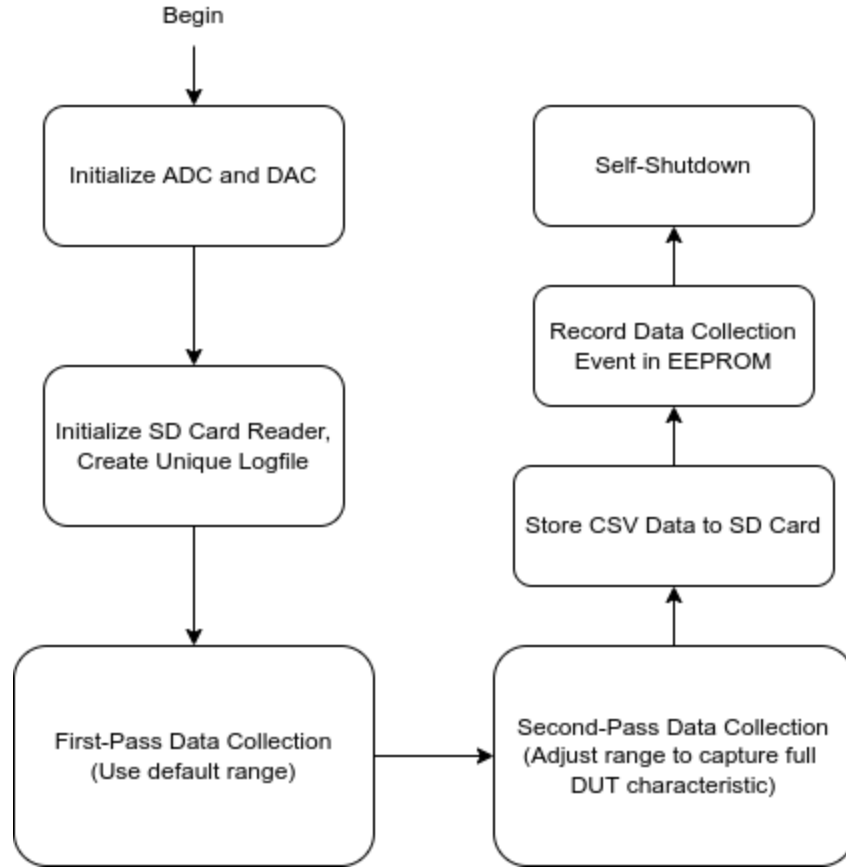 Begin
Initialize ADC and DAC
Initialize SD Card Reader,
Create Unique Logfile
First-Pass Data Collection
(Use default range)
Second-Pass Data Collection
(Adjust range to capture full
DUT characteristic)
Store CSV Data to SD Card
Record Data Collection
Event in EEPROM
Self-Shutdown